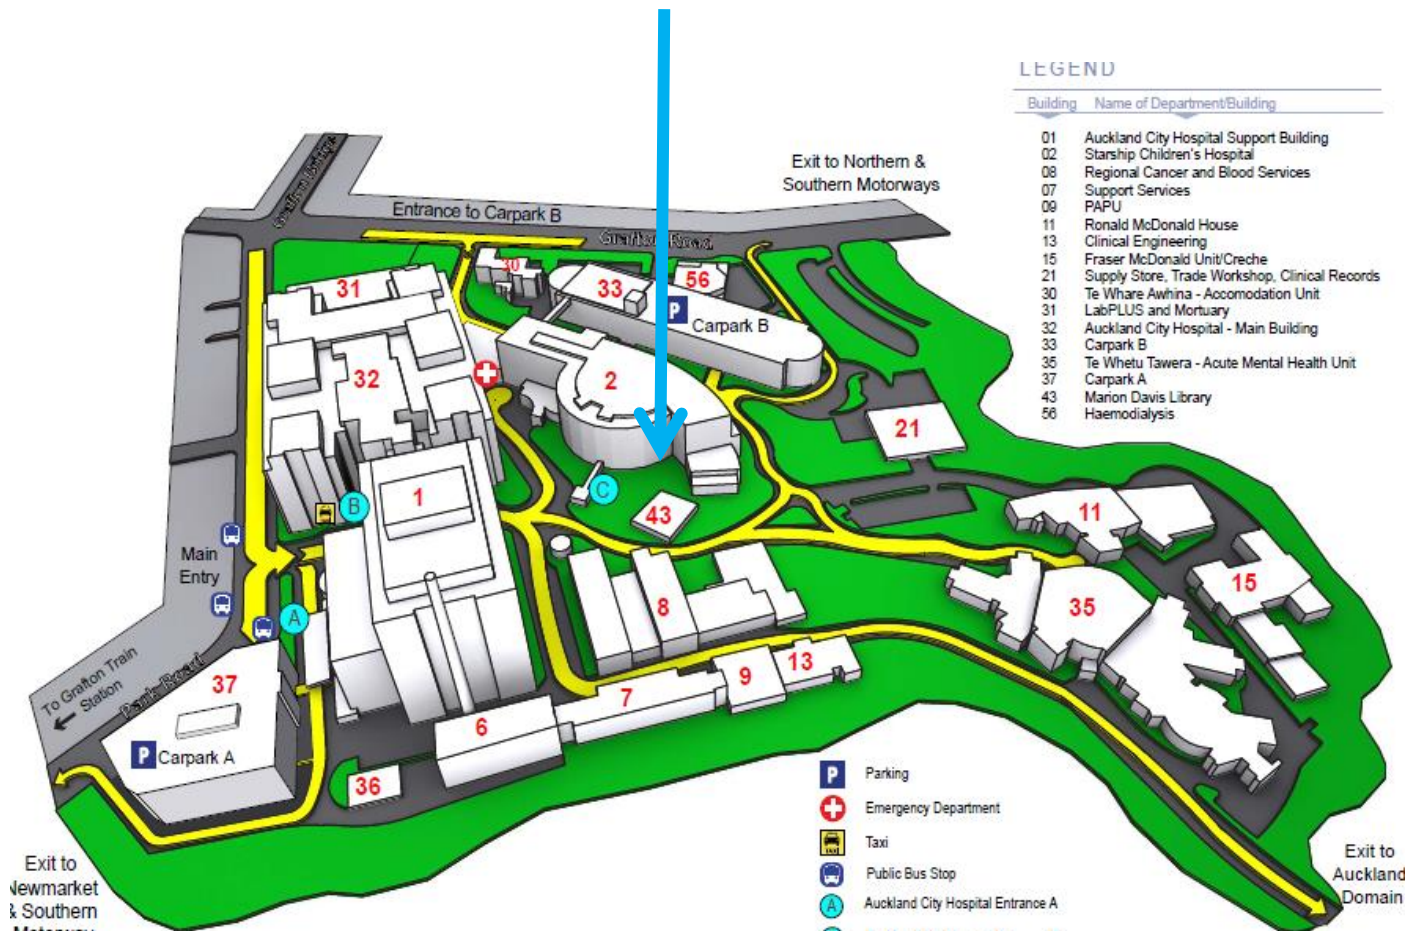 LEGEND
Building Name of Department/Building
01 Auckland City Hospital Support Building
02 Starship Children's Hospital
08 Regional Cancer and Blood Services
07 Support Services
09 PAPU
11 Ronald McDonald House
13 Clinical Engineering
15 Fraser McDonald Unit/Creche
21 Supply Store, Trade Workshop, Clinical Records
30 Te Whare Awhina - Accomodation Unit
31 LabPLUS and Mortuary
32 Auckland City Hospital - Main Building
33 Carpark B
35 Te Whetu Tawera - Acute Mental Health Unit
37 Carpark A
43 Marion Davis Library
56 Haemodialysis
Exit to Northern &
Southern Motorways
Entrance to Carpark B
Grafton Road
Grafton Bridge
30
31
33
56
P
Carpark B
32
2
21
1
B
C
43
11
Main
Entry
A
8
15
35
To Grafton Train
Station
Park Road
37
P Carpark A
6
7
9
13
36
P Parking
Emergency Department
TAXI Taxi
Public Bus Stop
A Auckland City Hospital Entrance A
Exit to
Newmarket
& Southern
Motorway
Exit to
Auckland
Domain